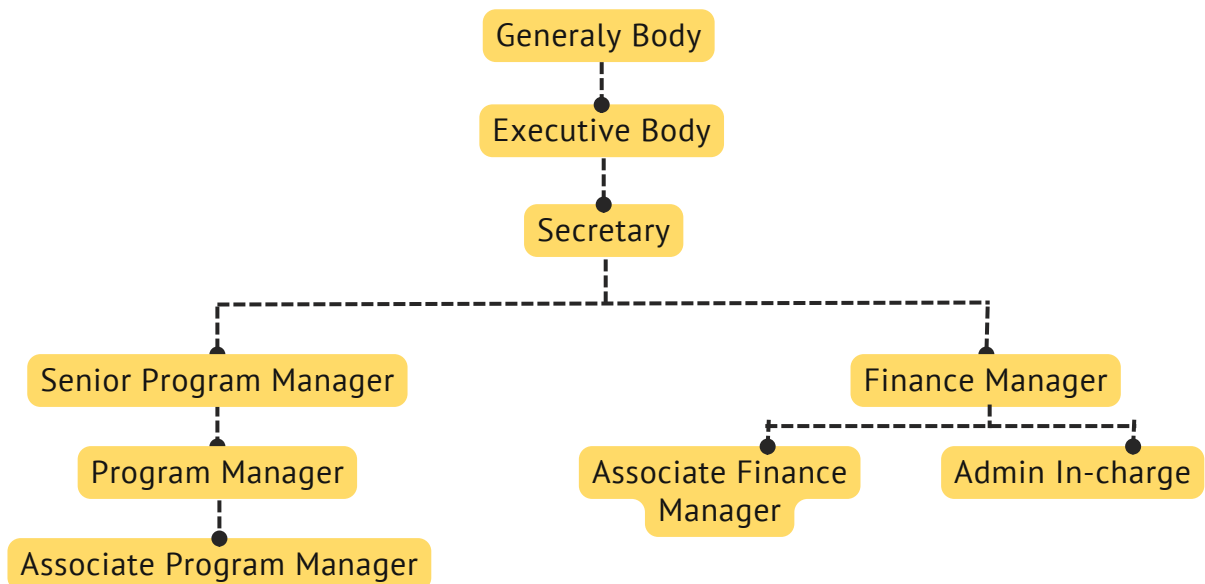 Generaly Body
Executive Body
Secretary
Senior Program Manager
Finance Manager
Program Manager
Associate Finance
Manager
Admin In-charge
Associate Program Manager